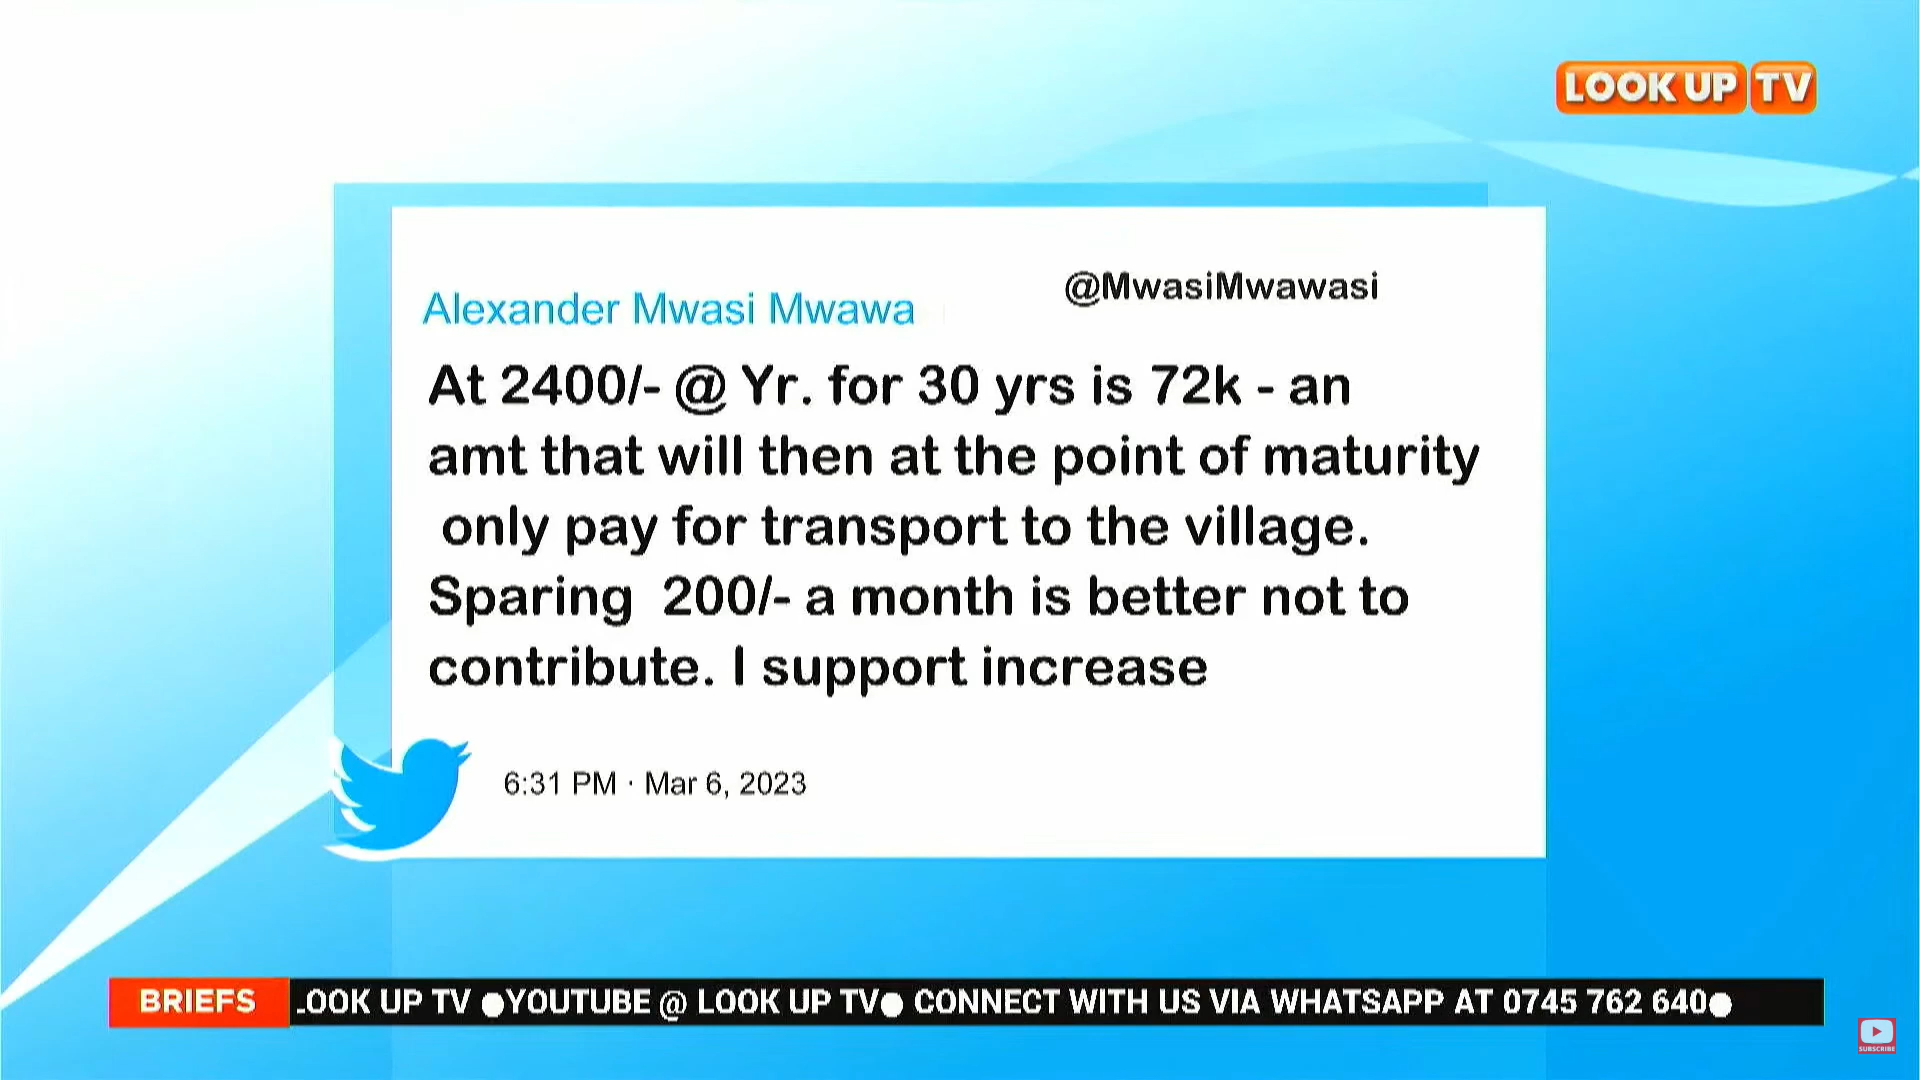 LOOK UP TV
@MwasiMwawasi
Alexander Mwasi Mwawa
At 2400/- @ Yr. for 30 yrs is 72k - an
amt that will then at the point of maturity
only pay for transport to the village.
Sparing 200/- a month is better not to
contribute. I support increase
6:31 PM · Mar 6, 2023
BRIEFS
OOK UP TV ●YOUTUBE @ LOOK UP TV● CONNECT WITH US VIA WHATSAPP AT 0745 762 640●
SUBSCRIBE